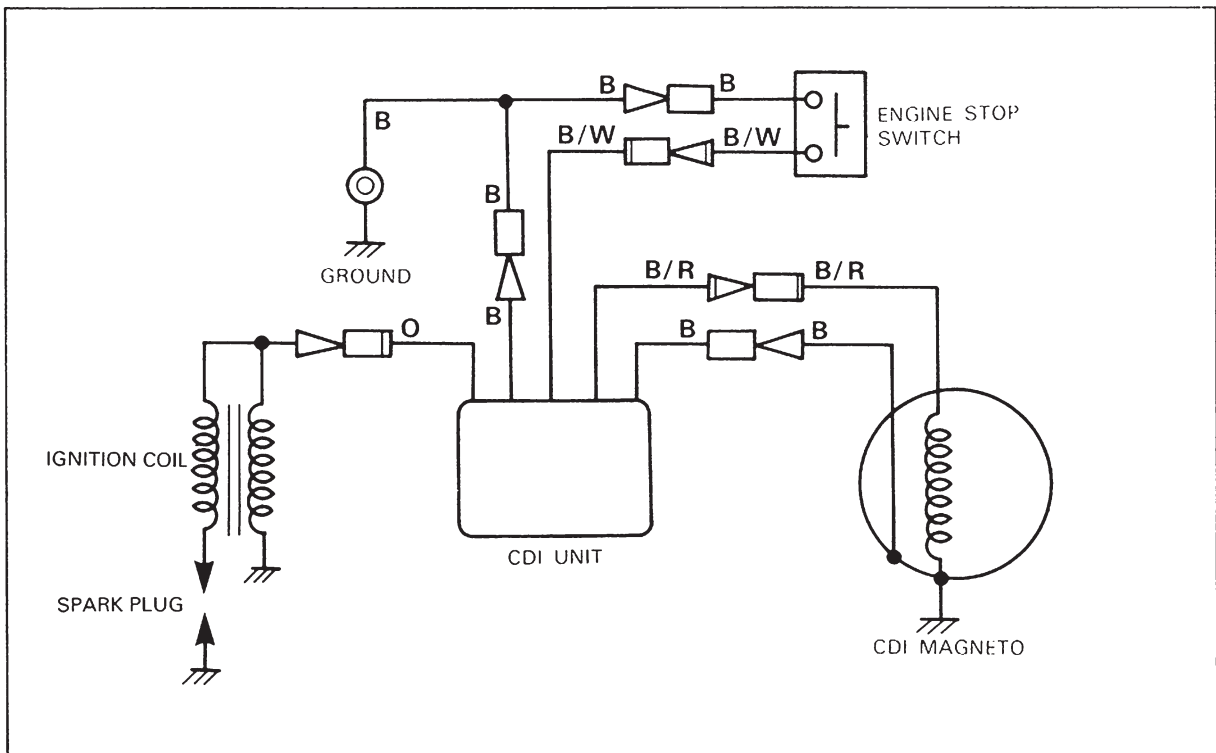 B B
B
ENGINE STOP
SWITCH
B/W B/W
B
GROUND
B/R B/R
B
O
B B
IGNITION COIL
CDI UNIT
SPARK PLUG
CDI MAGNETO